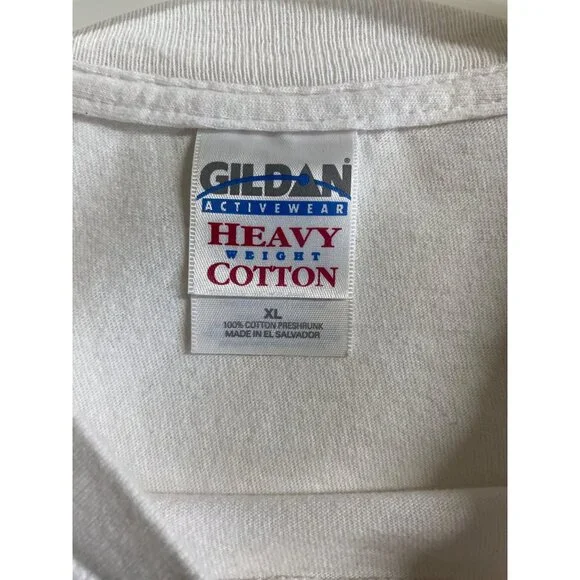 GILDAN®
ACTIVEWEAR
HEAVY
WEIGHT
COTTON
XL
100% COTTON PRESHRUNK
MADE IN EL SALVADOR